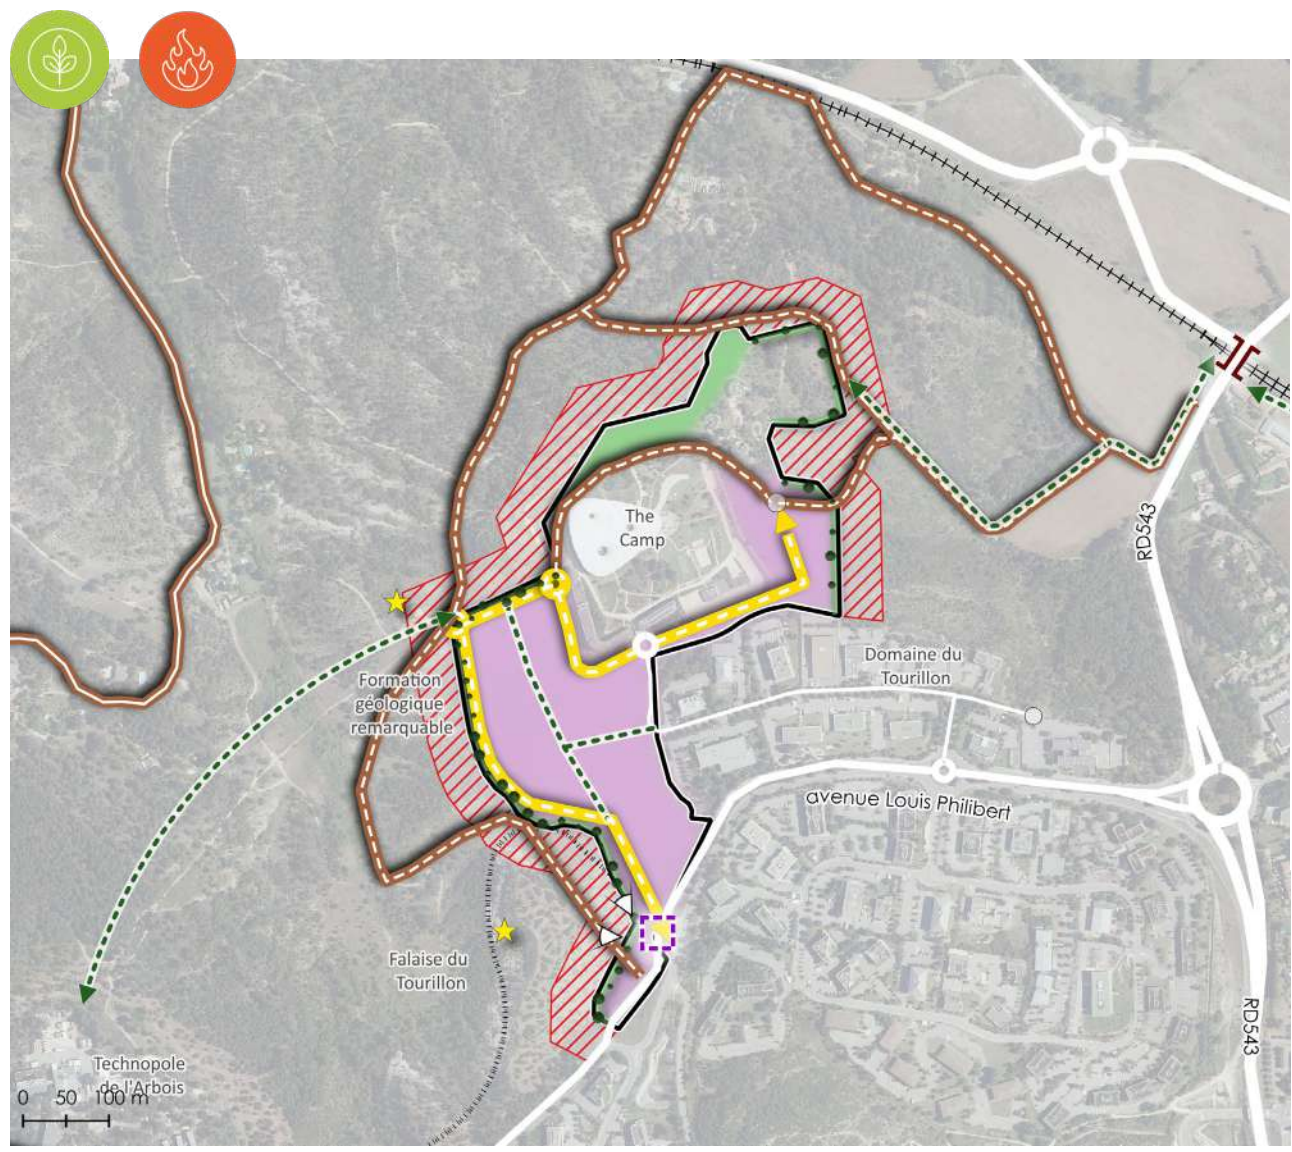 The
Camp
RD543
Domaine du
Tourillon
Formation
géologique
remarquable
avenue Louis Philibert
Falaise du
Tourillon
RD543
Technopole
de l'Arbois
0 50 100 m